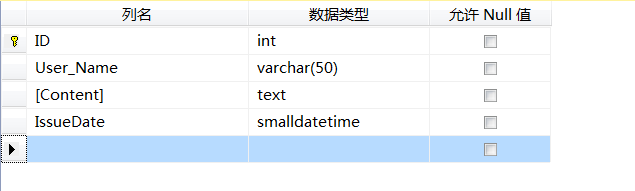 列名 数据类型 允许 Null 值
ID int
User_Name varchar(50)
[Content] text
IssueDate smalldatetime